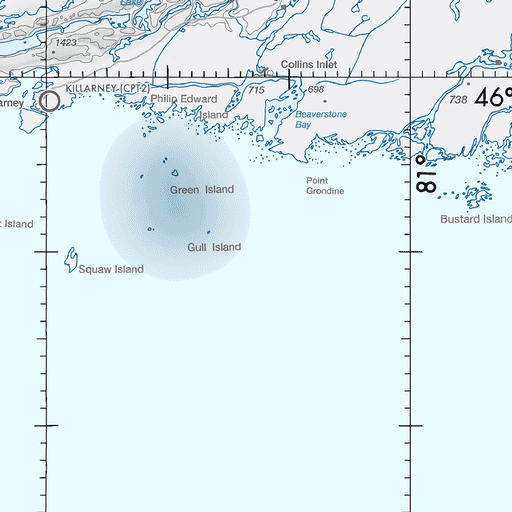 Lake
1423
Collins Inlet
KILLARNEY (CPT2)
715
698
arney
Philip Edward
Island
738
46°
Beaverstone
Bay
81°
Green Island
Point
Grondine
Bustard Island
t Island
Gull Island
Squaw Island